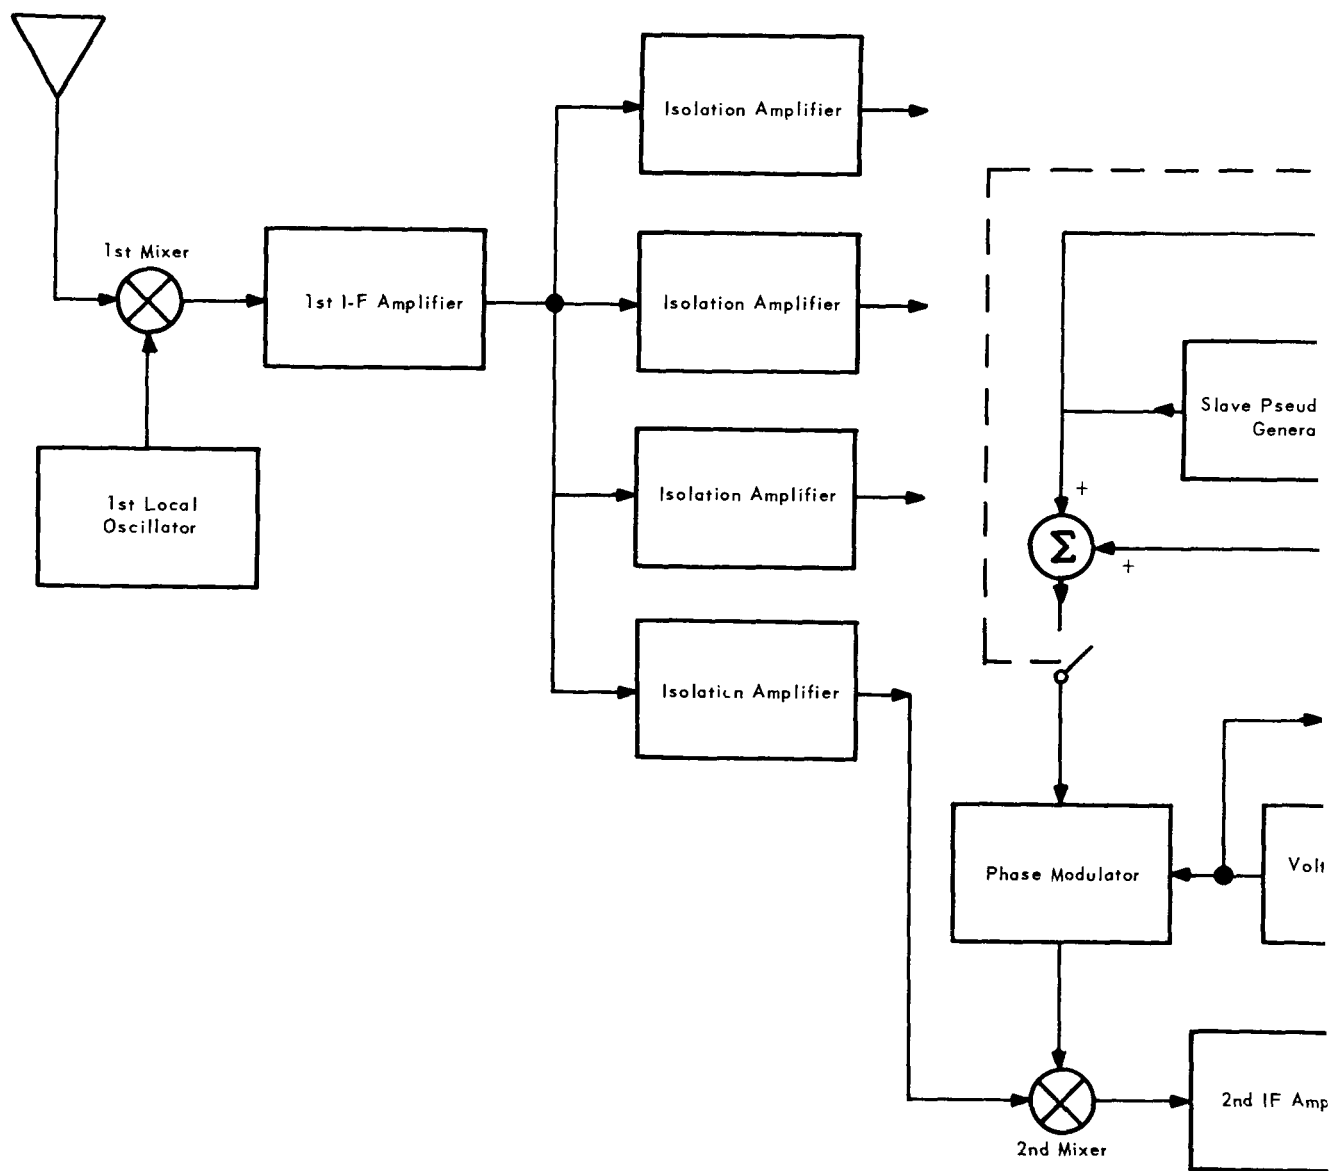 Isolation Amplifier
1st Mixer
1st I-F Amplifier
Isolation Amplifier
Slave Pseud
Genera
1st Local
Oscillator
Isolation Amplifier
+
Σ
+
Isolation Amplifier
Phase Modulator
Volt
2nd IF Amp
2nd Mixer